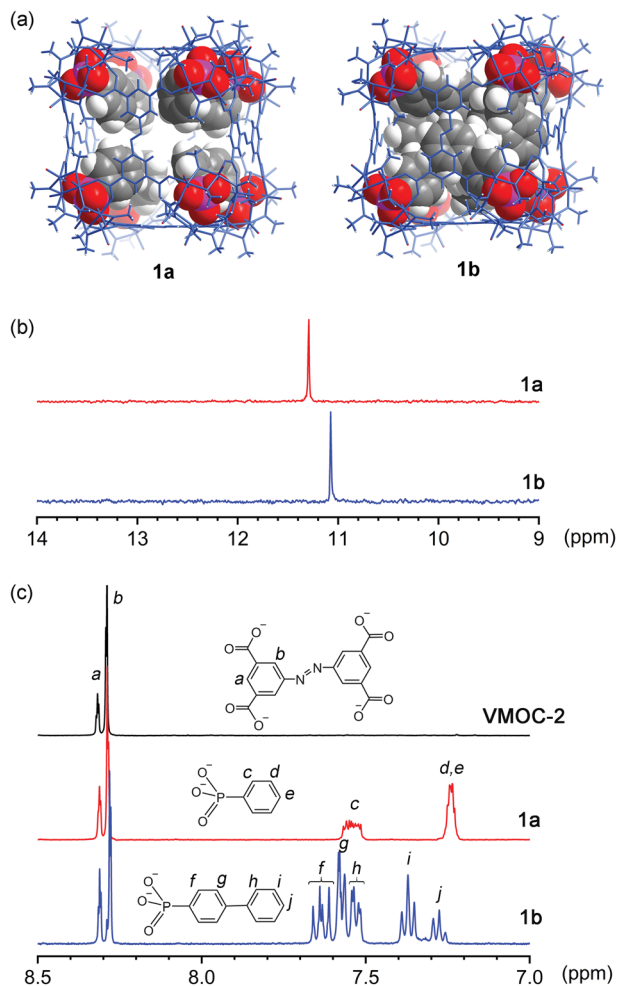 (a)
1a
1b
(b)
1a
1b
14 13 12 11 10 9 (ppm)
(c)
b
a
O⁻ O⁻
O O
b
a N N
O O
O⁻ O⁻
VMOC-2
O⁻ c d
⁻O P e
O
c
d,e
1a
O⁻ f g h i
⁻O P j
O
f g h i j
1b
8.5 8.0 7.5 7.0 (ppm)